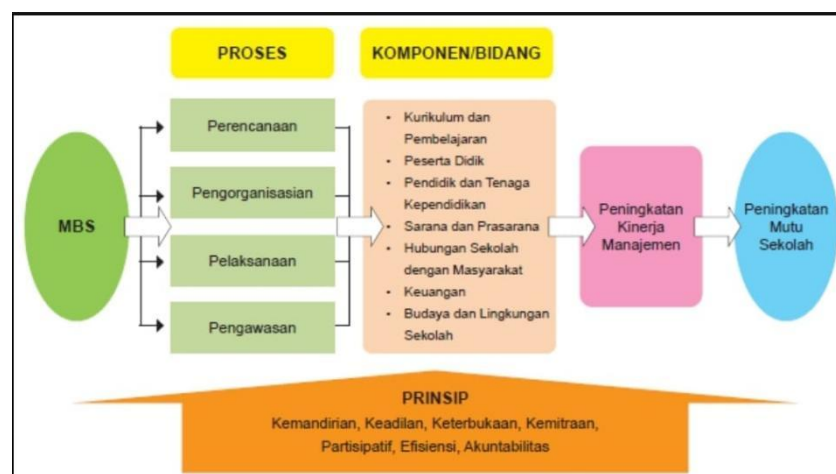 PROSES
KOMPONEN/BIDANG
MBS
Perencanaan
Pengorganisasian
Pelaksanaan
Pengawasan
• Kurikulum dan
Pembelajaran
• Peserta Didik
• Pendidik dan Tenaga
Kependidikan
• Sarana dan Prasarana
• Hubungan Sekolah
dengan Masyarakat
• Keuangan
• Budaya dan Lingkungan
Sekolah
Peningkatan
Kinerja
Manajemen
Peningkatan
Mutu
Sekolah
PRINSIP
Kemandirian, Keadilan, Keterbukaan, Kemitraan,
Partisipatif, Efisiensi, Akuntabilitas